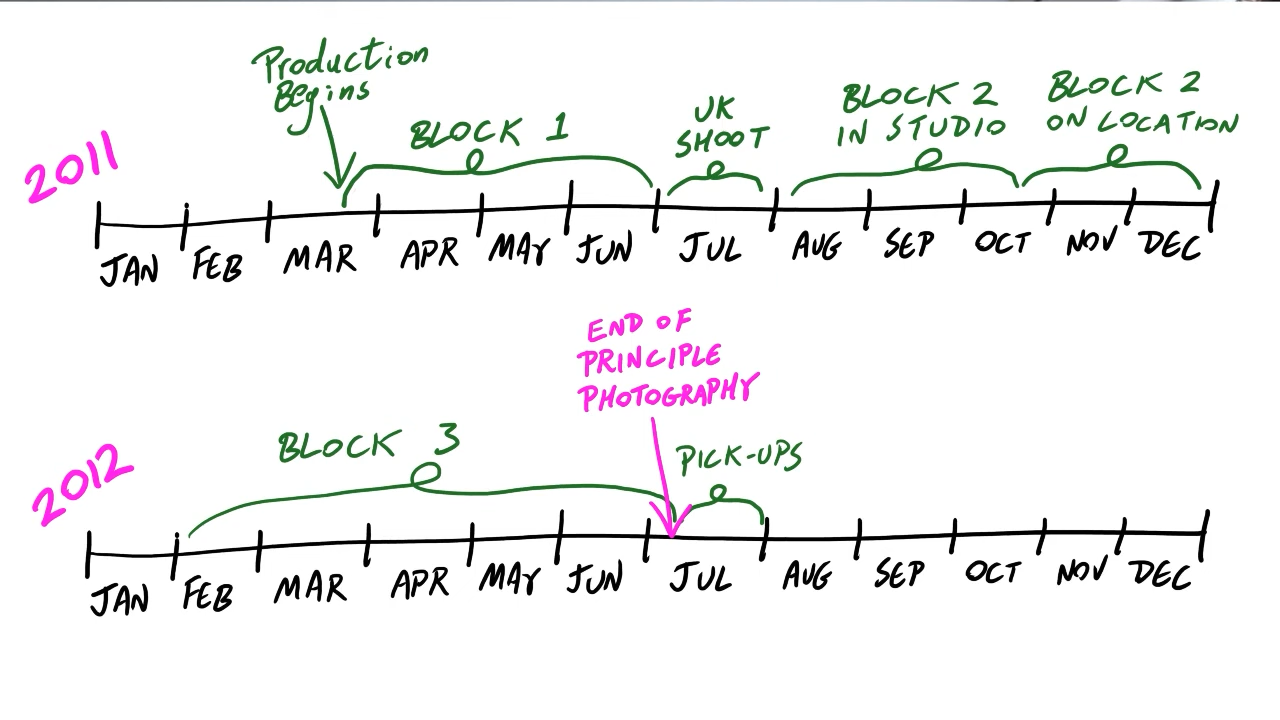 Production
Begins
BLOCK 1
UK
SHOOT
BLOCK 2
IN STUDIO
BLOCK 2
ON LOCATION
2011
JAN FEB MAR APR MAY JUN JUL AUG SEP OCT NOV DEC
END OF
PRINCIPLE
PHOTOGRAPHY
BLOCK 3
PICK-UPS
2012
JAN FEB MAR APR MAY JUN JUL AUG SEP OCT NOV DEC